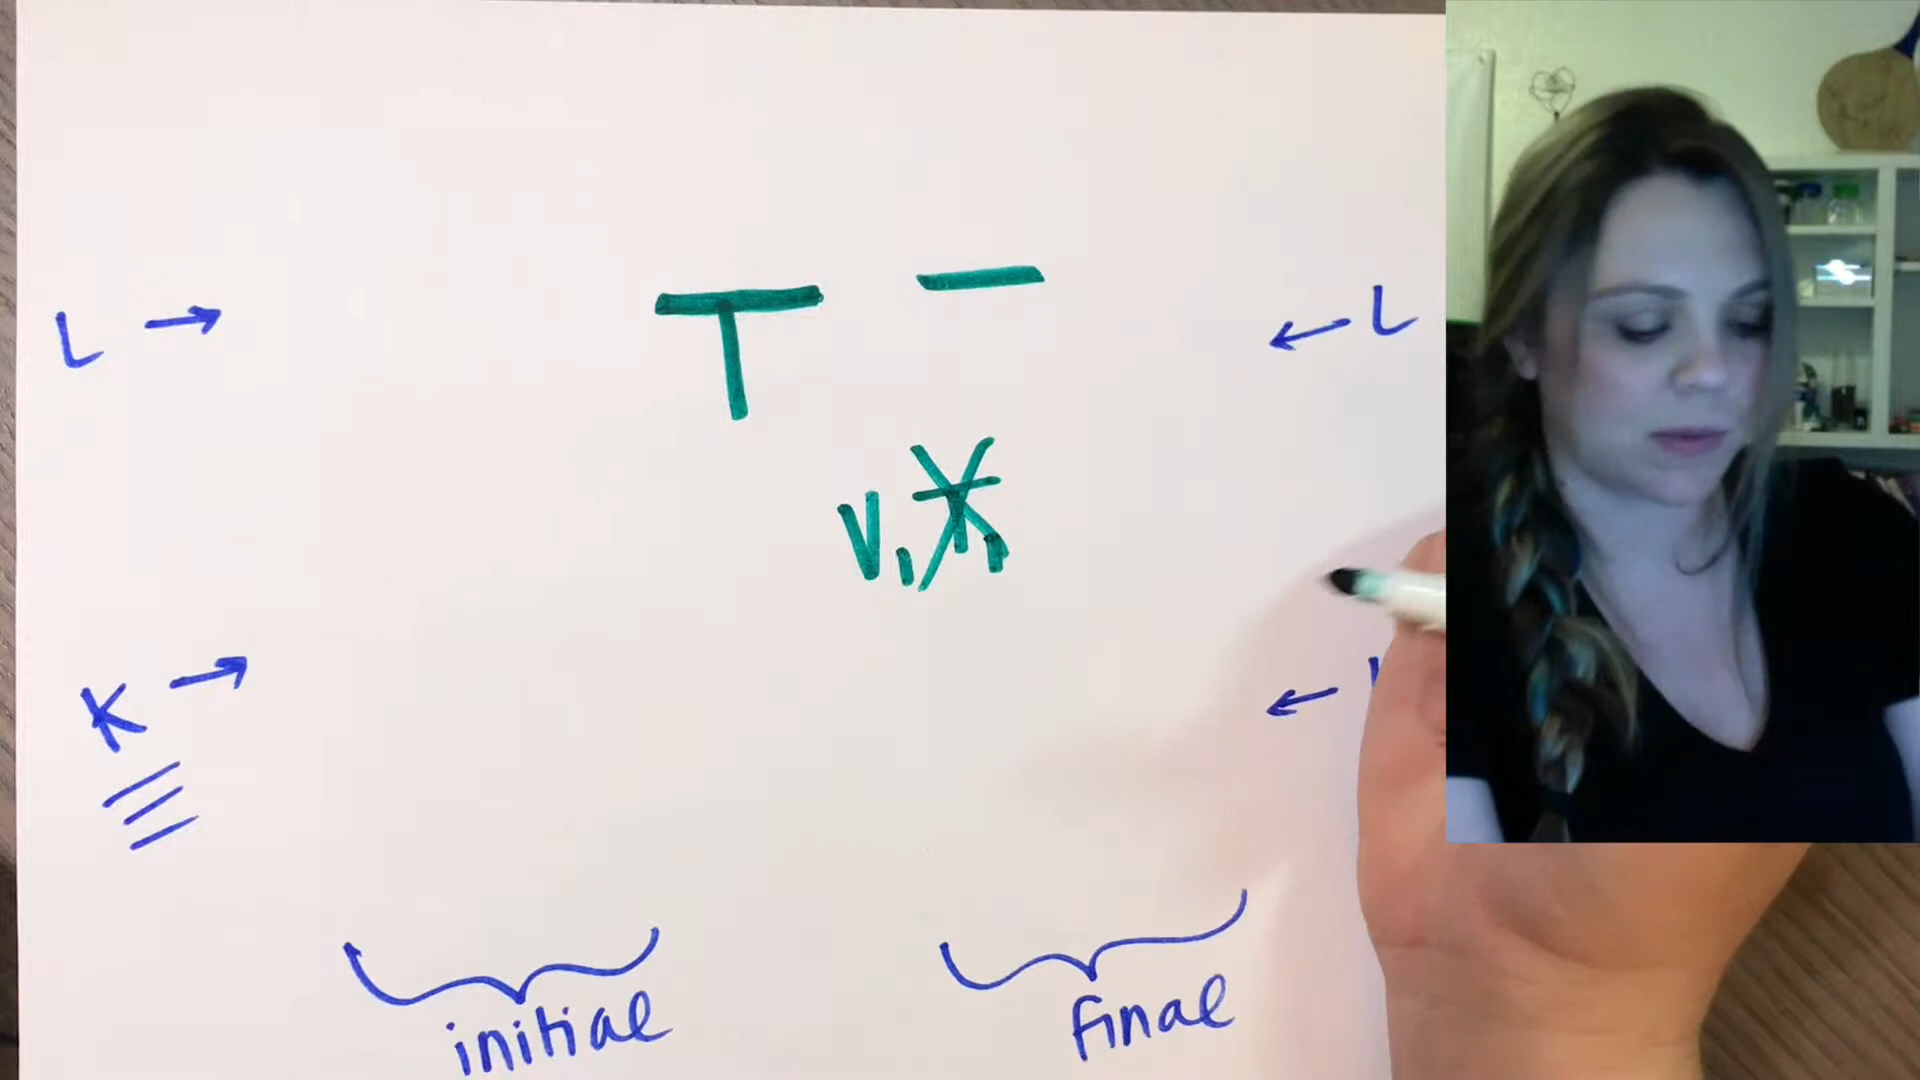 L → T — ← L
V, X,
K → ←
initial final